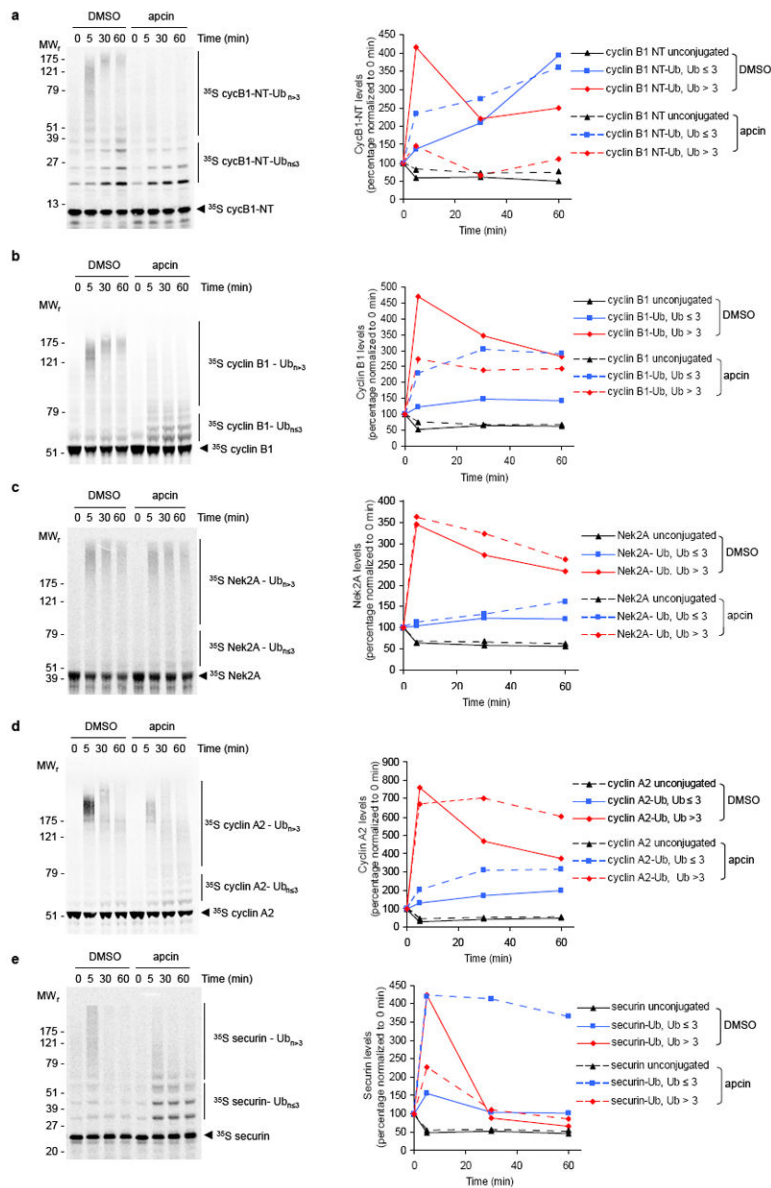 a
DMSO apcin
0 5 30 60 0 5 30 60 Time (min)
MWr
175
121
79
51
39
27
13
35S cycB1-NT-Ubn>3
35S cycB1-NT-Ubn≤3
35S cycB1-NT
CycB1-NT levels
(percentage normalized to 0 min)
450
400
350
300
250
200
150
100
50
0
0 20 40 60
Time (min)
cyclin B1 NT unconjugated
cyclin B1 NT-Ub, Ub ≤ 3
cyclin B1 NT-Ub, Ub > 3
DMSO
cyclin B1 NT unconjugated
cyclin B1 NT-Ub, Ub ≤ 3
cyclin B1 NT-Ub, Ub > 3
apcin
b
DMSO apcin
0 5 30 60 0 5 30 60 Time (min)
MWr
175
121
79
51
35S cyclin B1 - Ubn>3
35S cyclin B1- Ubn≤3
35S cyclin B1
Cyclin B1 levels
(percentage normalized to 0 min)
500
450
400
350
300
250
200
150
100
50
0
0 20 40 60
Time (min)
cyclin B1 unconjugated
cyclin B1-Ub, Ub ≤ 3
cyclin B1-Ub, Ub > 3
DMSO
cyclin B1 unconjugated
cyclin B1-Ub, Ub ≤ 3
cyclin B1-Ub, Ub > 3
apcin
c
DMSO apcin
0 5 30 60 0 5 30 60 Time (min)
MWr
175
121
79
51
39
35S Nek2A - Ubn>3
35S Nek2A - Ubn≤3
35S Nek2A
Nek2A levels
(percentage normalized to 0 min)
400
350
300
250
200
150
100
50
0
0 20 40 60
Time (min)
Nek2A unconjugated
Nek2A- Ub, Ub ≤ 3
Nek2A- Ub. Ub > 3
DMSO
Nek2A unconjugated
Nek2A- Ub, Ub ≤ 3
Nek2A- Ub, Ub > 3
apcin
d
DMSO apcin
0 5 30 60 0 5 30 60 Time (min)
MWr
175
79
51
35S cyclin A2 - Ubn>3
35S cyclin A2- Ubn≤3
35S cyclin A2
Cyclin A2 levels
(percentage normalized to 0 min)
900
800
700
600
500
400
300
200
100
0
0 20 40 60
Time (min)
cyclin A2 unconjugated
cyclin A2-Ub, Ub ≤ 3
cyclin A2-Ub, Ub >3
DMSO
cyclin A2 unconjugated
cyclin A2-Ub, Ub ≤ 3
cyclin A2-Ub, Ub >3
apcin
e
DMSO apcin
0 5 30 60 0 5 30 60 Time (min)
MWr
175
121
79
51
39
27
20
35S securin - Ubn>3
35S securin- Ubn≤3
35S securin
Securin levels
(percentage normalized to 0 min)
450
400
350
300
250
200
150
100
50
0
0 20 40 60
Time (min)
securin unconjugated
securin-Ub, Ub ≤ 3
securin-Ub, Ub > 3
DMSO
securin unconjugated
securin-Ub, Ub ≤ 3
securin-Ub, Ub > 3
apcin